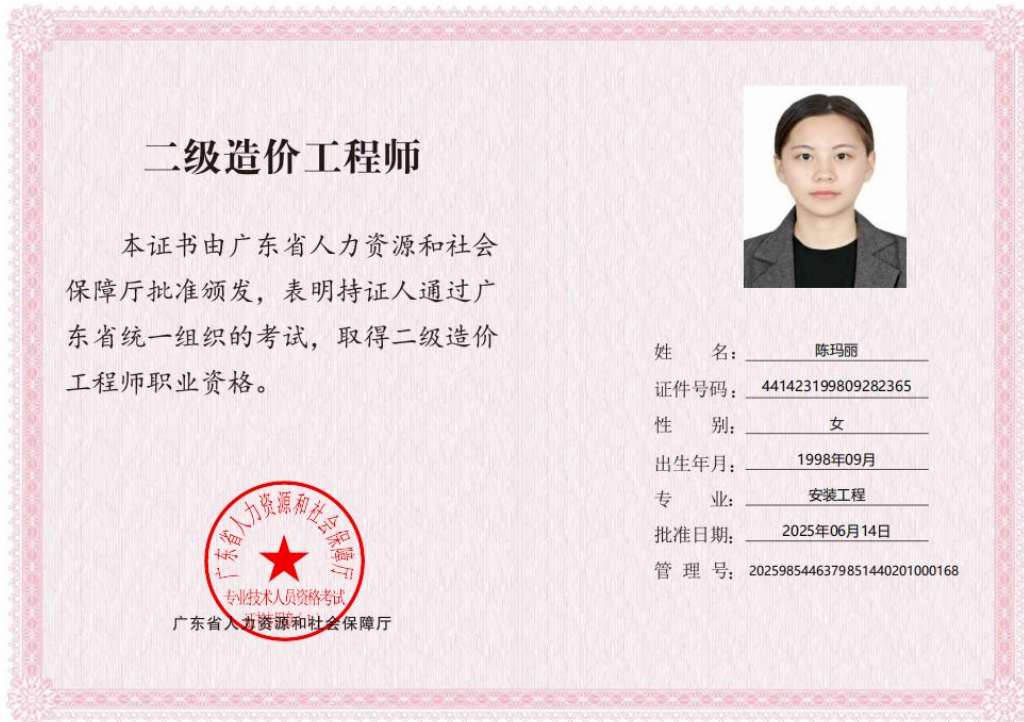 二级造价工程师
本证书由广东省人力资源和社会
保障厅批准颁发，表明持证人通过广
东省统一组织的考试，取得二级造价
工程师职业资格。
广东省人力资源和社会保障厅
专业技术人员资格考试
广东省人力资源和社会保障厅
姓名：陈玛丽
证件号码：441423199809282365
性别：女
出生年月：1998年09月
专业：安装工程
批准日期：2025年06月14日
管理号：2025985446379851440201000168